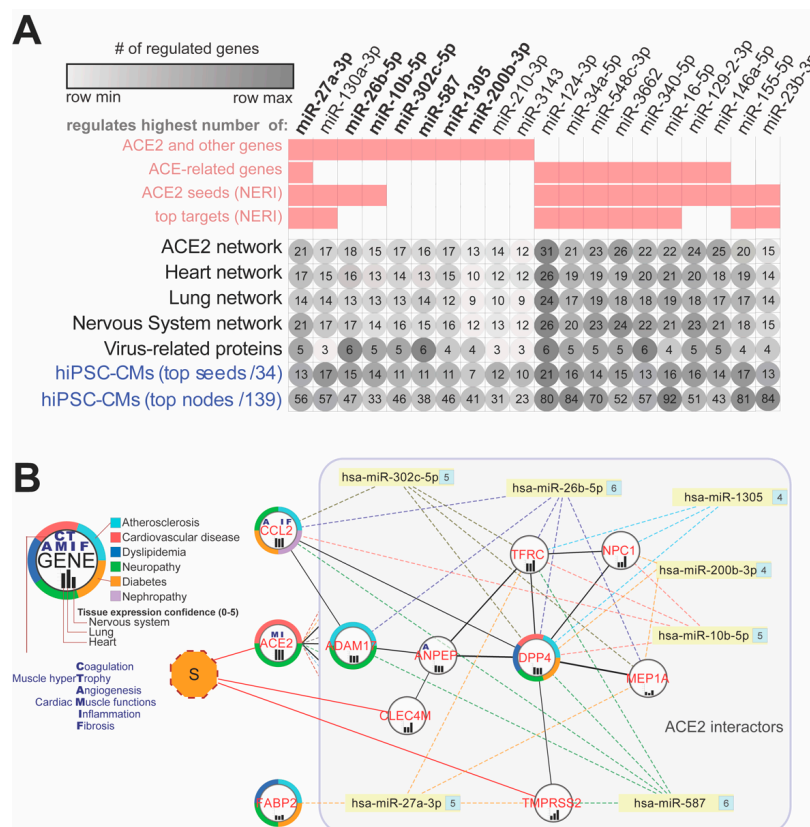 A
# of regulated genes
row min row max
regulates highest number of:
miR-27a-3p
miR-130a-3p
miR-26b-5p
miR-10b-5p
miR-302c-5p
miR-587
miR-1305
miR-200b-3p
miR-210-3p
miR-3143
miR-124-3p
miR-34a-5p
miR-548c-3p
miR-3662
miR-340-5p
miR-16-5p
miR-129-2-3p
miR-146a-5p
miR-155-5p
miR-23b-3p
ACE2 and other genes
ACE-related genes
ACE2 seeds (NERI)
top targets (NERI)
ACE2 network 21 17 18 15 17 16 17 13 14 12 31 21 23 26 22 22 24 25 20 15
Heart network 17 15 16 13 14 13 15 10 12 12 26 19 19 19 20 21 20 18 19 14
Lung network 14 14 13 13 13 14 12 9 10 9 24 17 19 18 18 19 18 17 17 14
Nervous System network 21 17 17 14 16 15 16 12 13 12 26 20 23 24 22 21 23 21 18 15
Virus-related proteins 5 3 6 5 5 6 4 4 3 3 6 5 5 5 6 4 5 5 4 4
hiPSC-CMs (top seeds /34) 13 17 15 14 11 11 11 7 12 10 21 16 14 15 14 16 16 14 17 13
hiPSC-CMs (top nodes /139) 56 57 47 33 46 38 46 41 31 23 80 84 70 52 57 92 51 43 81 84
B
CT
AMIF
GENE
Atherosclerosis
Cardiovascular disease
Dyslipidemia
Neuropathy
Diabetes
Nephropathy
Tissue expression confidence (0-5)
Nervous system
Lung
Heart
Coagulation
Muscle hyperTrophy
Angiogenesis
Cardiac Muscle functions
Inflammation
Fibrosis
S
A I F
CCL2
M I
ACE2
FABP2
hsa-miR-302c-5p 5
hsa-miR-26b-5p 6
hsa-miR-1305 4
TFRC
NPC1
hsa-miR-200b-3p 4
hsa-miR-10b-5p 5
ADAM17
A
ANPEP
DPP4
MEP1A
CLEC4M
ACE2 interactors
hsa-miR-27a-3p 5
TMPRSS2
hsa-miR-587 6